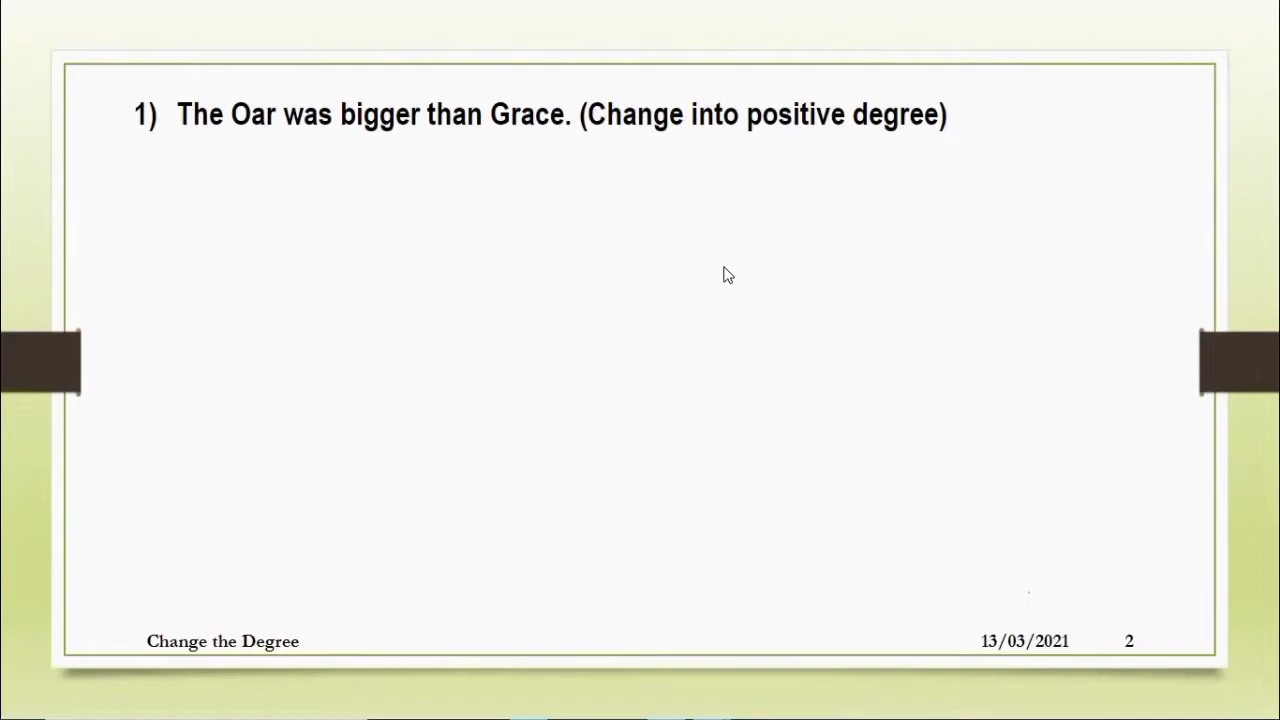 1) The Oar was bigger than Grace. (Change into positive degree)
Change the Degree 13/03/2021 2